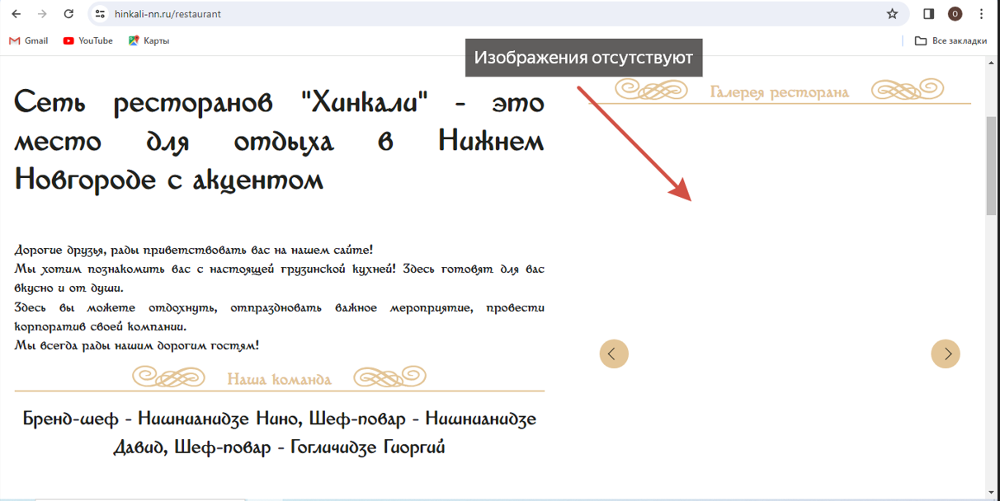 hinkali-nn.ru/restaurant
O
Gmail YouTube Карты
Все закладки
Изображения отсутствуют
Сеть ресторанов "Хинкали" - это
место для отдыха в Нижнем
Новгороде с акцентом
Дорогие друзья, рады приветствовать вас на нашем сайте!
Мы хотим познакомить вас с настоящей грузинской кухней! Здесь готовят для вас
вкусно и от души.
Здесь вы можете отдохнуть, отпраздновать важное мероприятие, провести
корпоратив своей компании.
Мы всегда рады нашим дорогим гостям!
Наша команда
Бренд-шеф - Нишнианидзе Нино, Шеф-повар - Нишнианидзе
Давид, Шеф-повар - Гогличидзе Гиоргий
Галерея ресторана